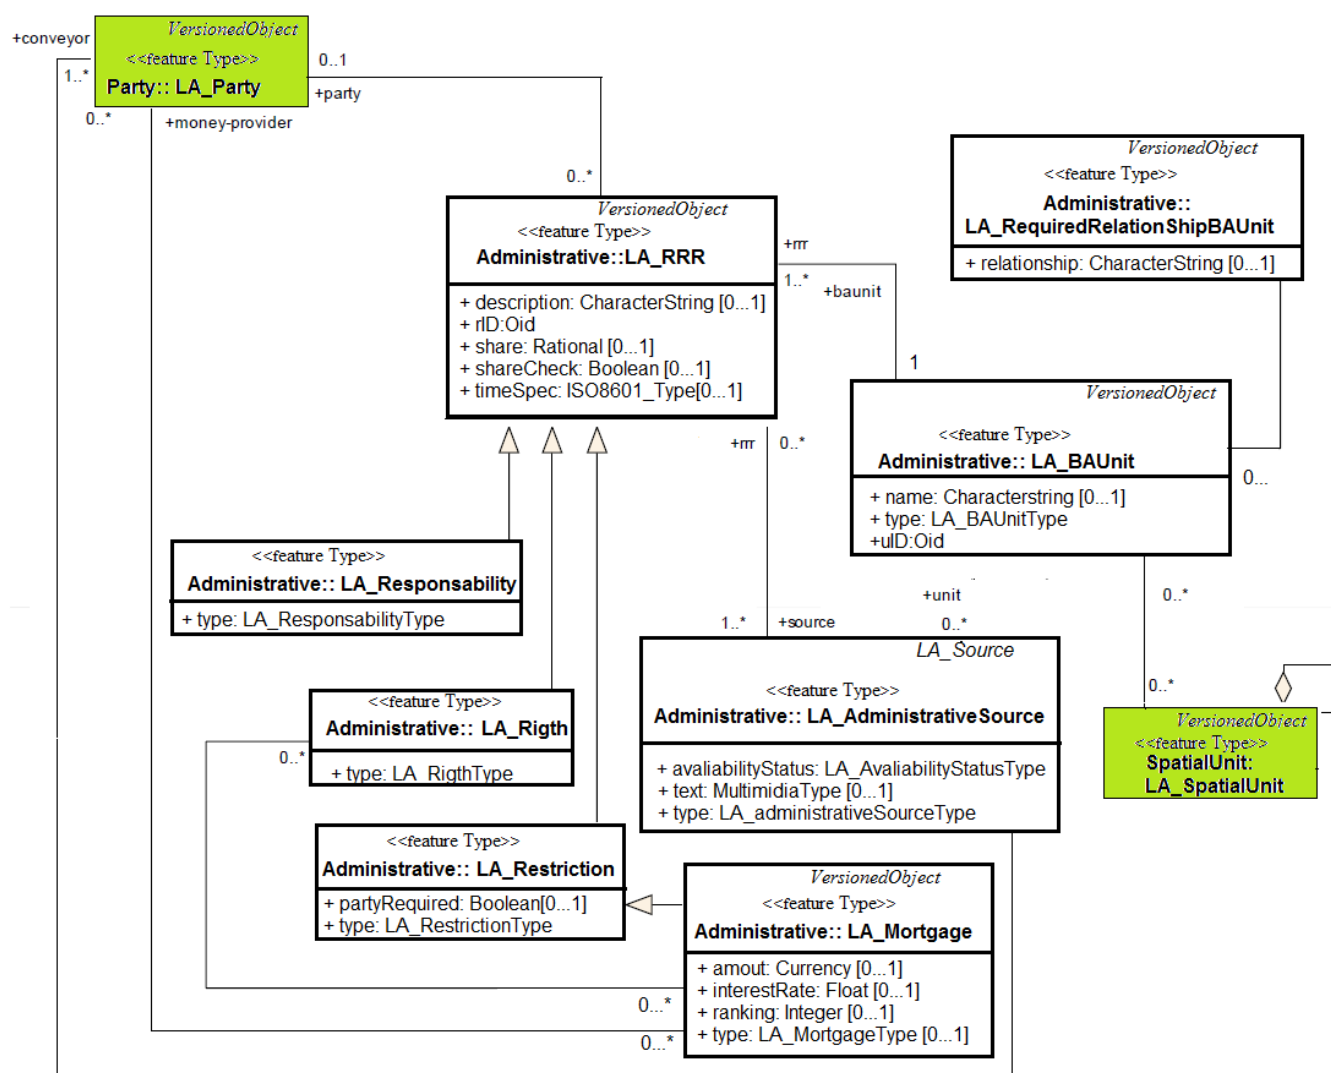 +conveyor
VersionedObject
<<feature Type>>
Party:: LA_Party
1..*
0..*
+money-provider
0..1
+party
0..*
VersionedObject
<<feature Type>>
Administrative::LA_RRR
+ description: CharacterString [0...1]
+ rID:Oid
+ share: Rational [0...1]
+ shareCheck: Boolean [0...1]
+ timeSpec: ISO8601_Type[0...1]
+rrr
1..*
+baunit
1
VersionedObject
<<feature Type>>
Administrative::
LA_RequiredRelationShipBAUnit
+ relationship: CharacterString [0...1]
VersionedObject
<<feature Type>>
Administrative:: LA_BAUnit
+ name: Characterstring [0...1]
+ type: LA_BAUnitType
+uID:Oid
0...
+rrr
0..*
<<feature Type>>
Administrative:: LA_Responsability
+ type: LA_ResponsabilityType
+unit
0..*
1..*
+source
0..*
LA_Source
<<feature Type>>
Administrative:: LA_AdministrativeSource
+ avaliabilityStatus: LA_AvaliabilityStatusType
+ text: MultimidiaType [0...1]
+ type: LA_administrativeSourceType
0..*
VersionedObject
<<feature Type>>
SpatialUnit:
LA_SpatialUnit
<<feature Type>>
Administrative:: LA_Rigth
+ type: LA_RigthType
0..*
<<feature Type>>
Administrative:: LA_Restriction
+ partyRequired: Boolean[0...1]
+ type: LA_RestrictionType
VersionedObject
<<feature Type>>
Administrative:: LA_Mortgage
+ amout: Currency [0...1]
+ interestRate: Float [0...1]
+ ranking: Integer [0...1]
+ type: LA_MortgageType [0...1]
0...*
0...*